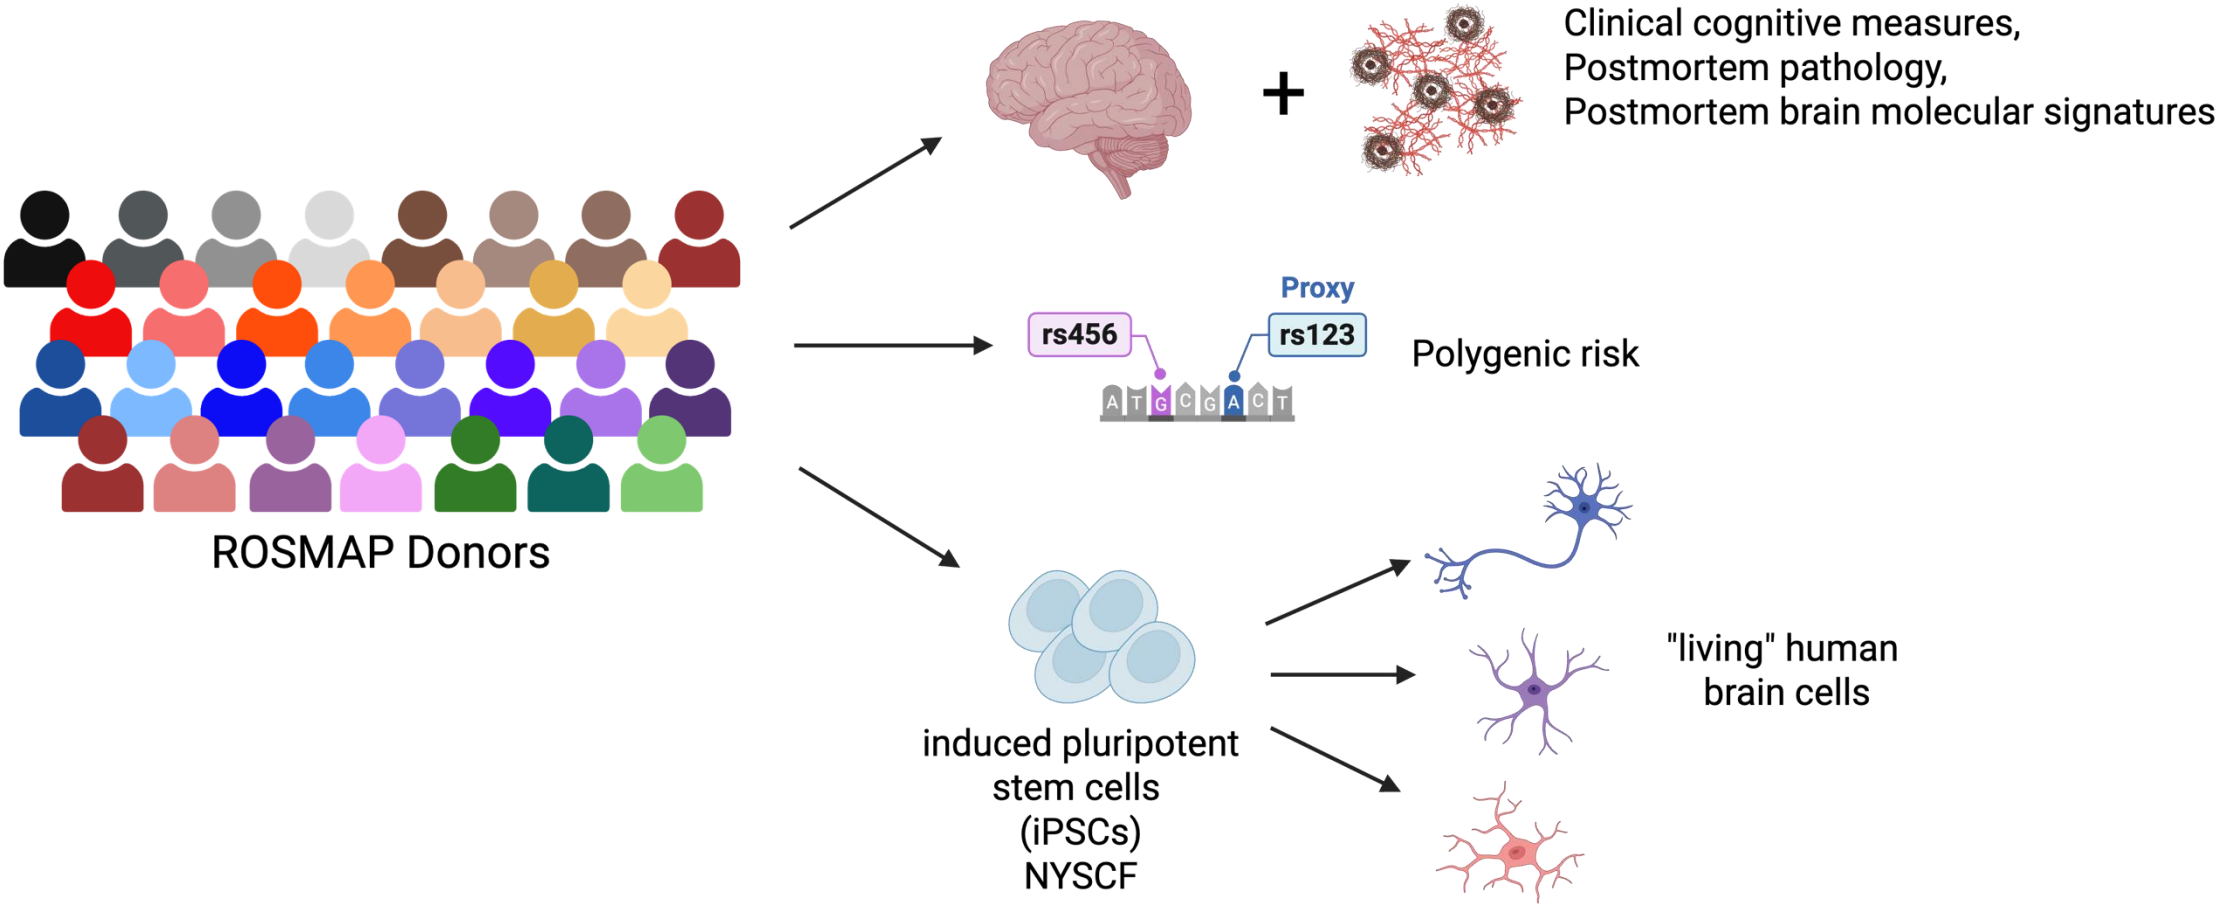 Clinical cognitive measures,
Postmortem pathology,
Postmortem brain molecular signatures
Proxy
rs456
rs123
Polygenic risk
A T G C G A C T
ROSMAP Donors
"living" human
brain cells
induced pluripotent
stem cells
(iPSCs)
NYSCF